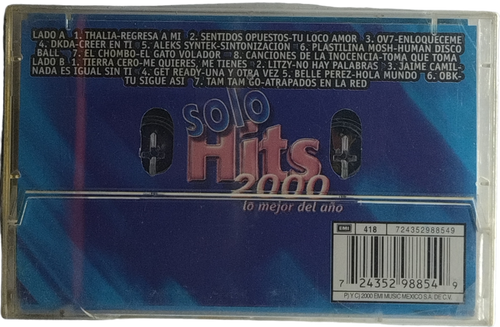 LADO A 1. THALIA-REGRESA A MI 2. SENTIDOS OPUESTOS-TU LOCO AMOR 3. OV7-ENLOQUECEME
4. DKDA-CREER EN TI 5. ALEKS SYNTEK-SINTONIZACION 6. PLASTILINA MOSH-HUMAN DISCO
BALL 7. EL CHOMBO-EL GATO VOLADOR 8. CANCIONES DE LA INOCENCIA-TOMA QUE TOMA
LADO B 1. TIERRA CERO-ME QUIERES, ME TIENES 2. LITZY-NO HAY PALABRAS 3. JAIME CAMIL-
NADA ES IGUAL SIN TI 4. GET READY-UNA Y OTRA VEZ 5. BELLE PEREZ-HOLA MUNDO 6. OBK-
TU SIGUE ASI 7. TAM TAM GO-ATRAPADOS EN LA RED
solo
Hits
2000
lo mejor del año
EMI 418 724352988549
7 24352 98854 9
P) Y C) 2000 EMI MUSIC MEXICO S.A. DE C.V.